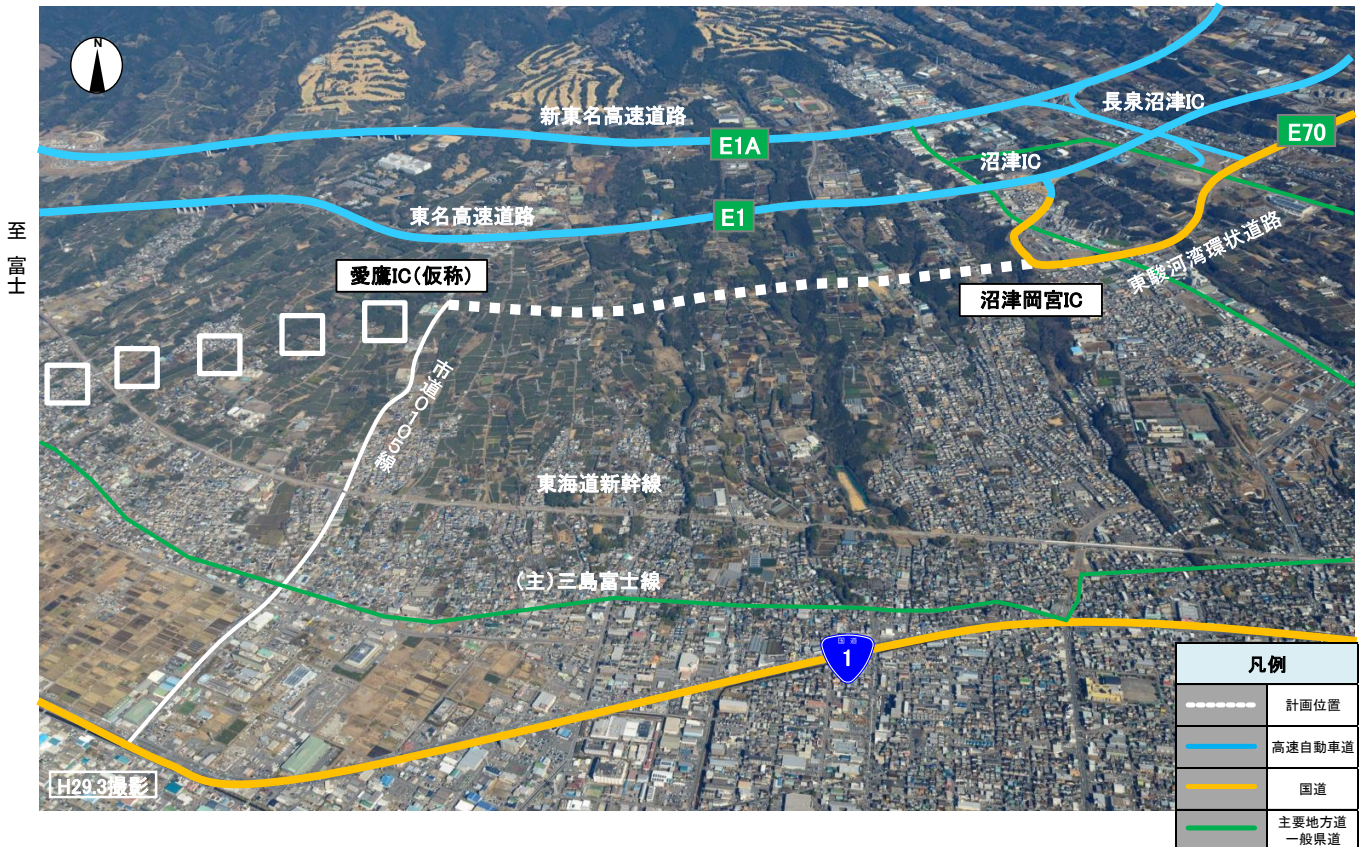 N
新東名高速道路
E1A
長泉沼津IC
E70
沼津IC
東名高速道路
E1
至 富士
東駿河湾環状道路
愛鷹IC(仮称)
沼津岡宮IC
市道0105線
東海道新幹線
(主)三島富士線
国道
1
凡例
計画位置
高速自動車道
国道
主要地方道
一般県道
H29.3撮影